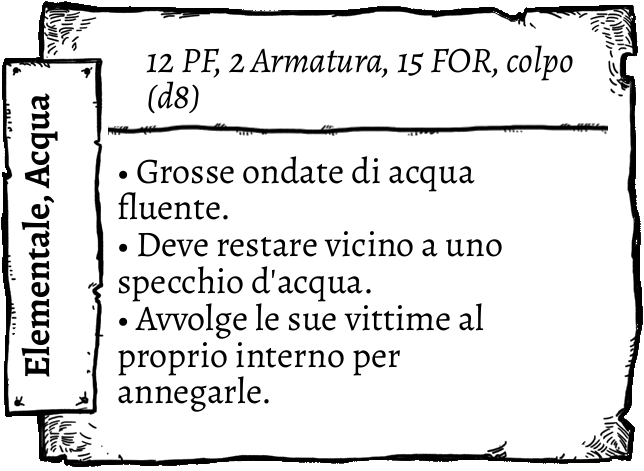 Elementale, Acqua
12 PF, 2 Armatura, 15 FOR, colpo
(d8)
• Grosse ondate di acqua
fluente.
• Deve restare vicino a uno
specchio d'acqua.
• Avvolge le sue vittime al
proprio interno per
annegarle.